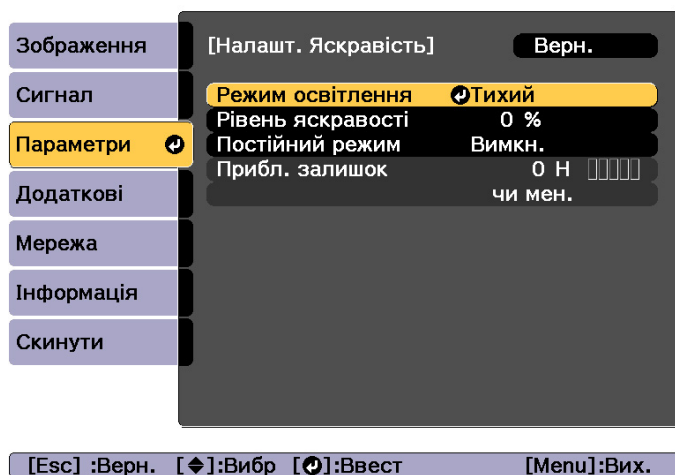 Зображення
Сигнал
Параметри
Додаткові
Мережа
Інформація
Скинути
[Налашт. Яскравість] Верн.
Режим освітлення Тихий
Рівень яскравості 0 %
Постійний режим Вимкн.
Прибл. залишок 0 H
чи мен.
[Esc] :Верн. [◆]:Вибр [↵]:Ввест [Menu]:Вих.